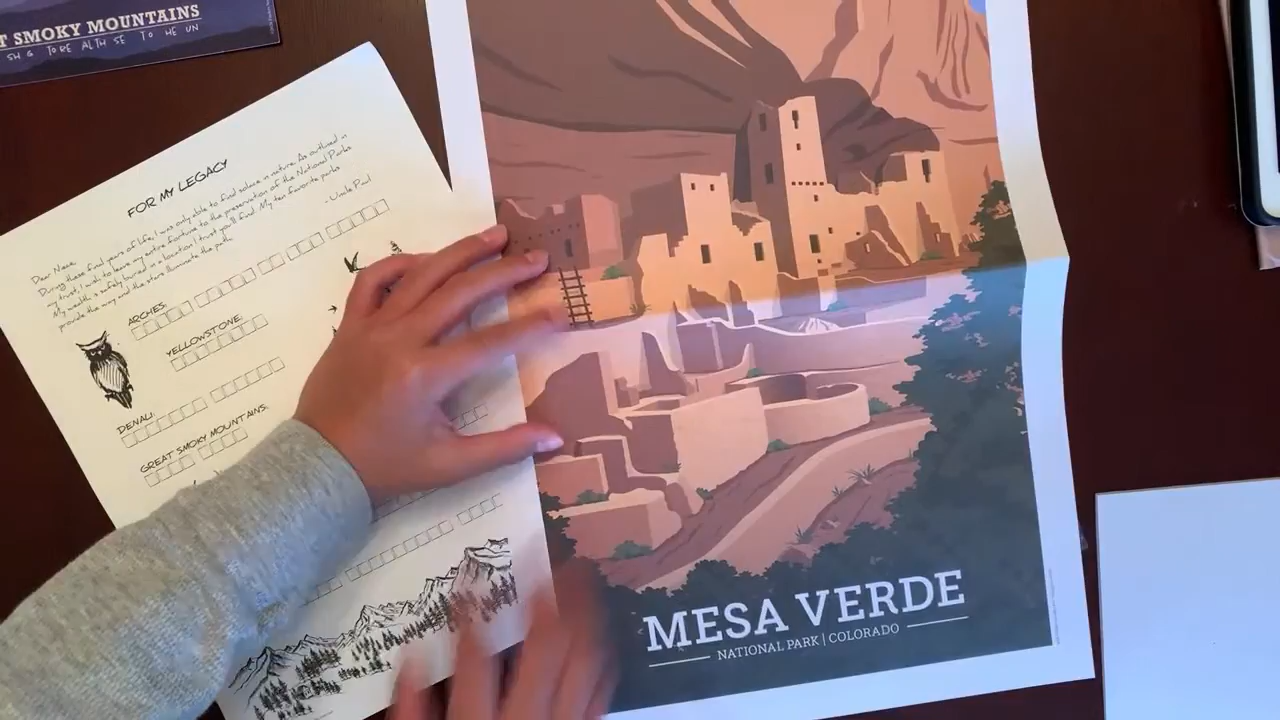 T SMOKY MOUNTAINS
FOR MY LEGACY
Dear Niece,
During these final years of life, I was only able to find solace in nature. As outlined in
my trust, I wish to leave my entire fortune to the preservation of the National Parks
My wealth is safely buried in a location I trust you'll find. My ten favorite parks
provide the way and the stars illuminate the path.
- Uncle Paul
ARCHES:
YELLOWSTONE:
DENALI:
GREAT SMOKY MOUNTAINS:
MESA VERDE
NATIONAL PARK | COLORADO